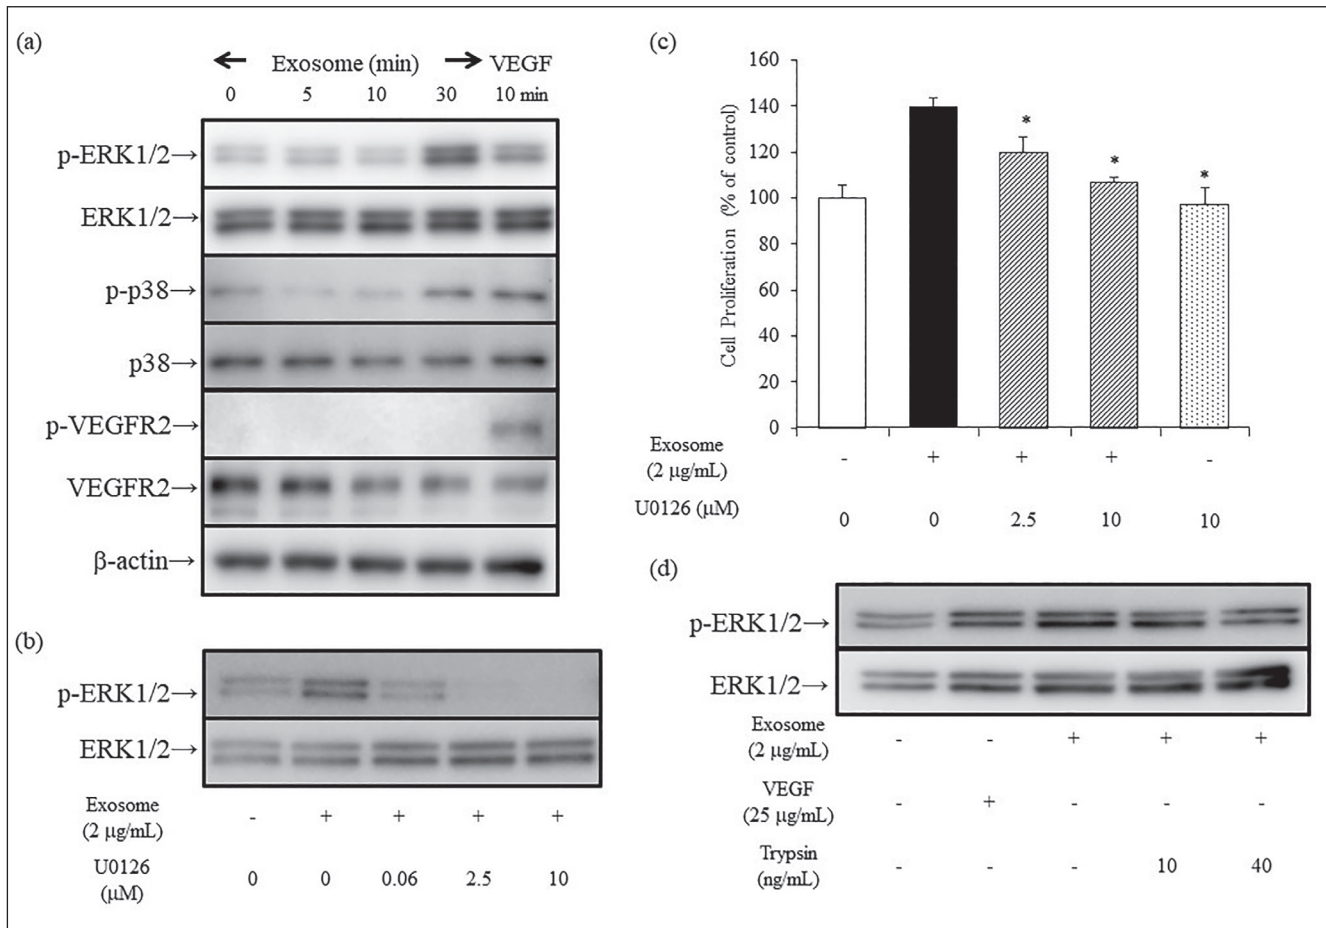 (a)
← Exosome (min) → VEGF
0 5 10 30 10 min
p-ERK1/2→
ERK1/2→
p-p38→
p38→
p-VEGFR2→
VEGFR2→
β-actin→
(b)
p-ERK1/2→
ERK1/2→
Exosome
(2 μg/mL) - + + + +
U0126
(μM) 0 0 0.06 2.5 10
(c)
Cell Proliferation (% of control)
160
140
120
100
80
60
40
20
0
* * *
Exosome
(2 μg/mL) - + + + -
U0126 (μM) 0 0 2.5 10 10
(d)
p-ERK1/2→
ERK1/2→
Exosome
(2 μg/mL) - - + + +
VEGF
(25 μg/mL) - + - - -
Trypsin
(ng/mL) - - - 10 40